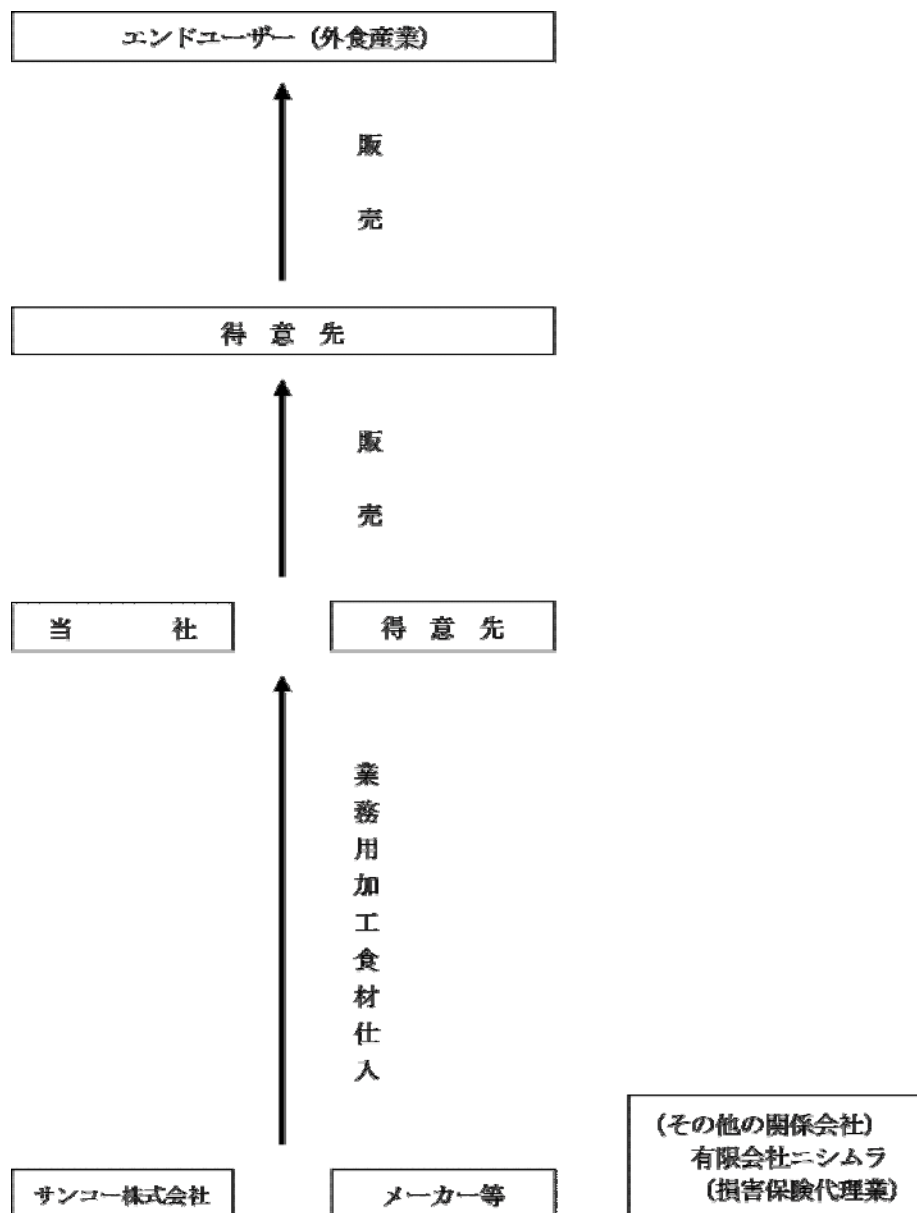 エンドユーザー（外食産業）
販売
得意先
販売
当社
得意先
業務用加工食材仕入
サンコー株式会社
メーカー等
（その他の関係会社）
有限会社ニシムラ
（損害保険代理業）